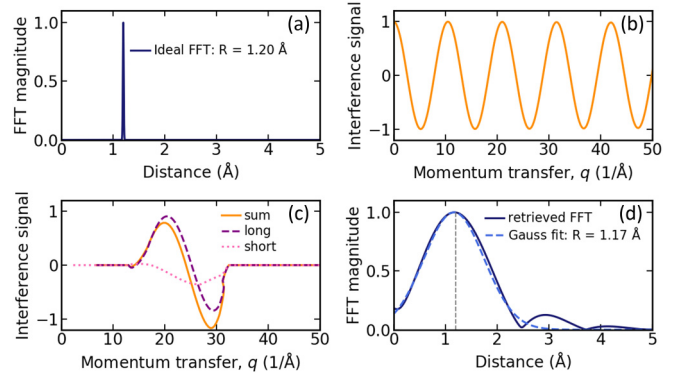 (a)
FFT magnitude
1.0
0.5
0.0
Ideal FFT: R = 1.20 Å
0 1 2 3 4 5
Distance (Å)
(b)
Interference signal
1
0
−1
0 10 20 30 40 50
Momentum transfer, q (1/Å)
(c)
Interference signal
1
0
−1
sum
long
short
0 10 20 30 40 50
Momentum transfer, q (1/Å)
(d)
FFT magnitude
1.0
0.5
0.0
retrieved FFT
Gauss fit: R = 1.17 Å
0 1 2 3 4 5
Distance (Å)